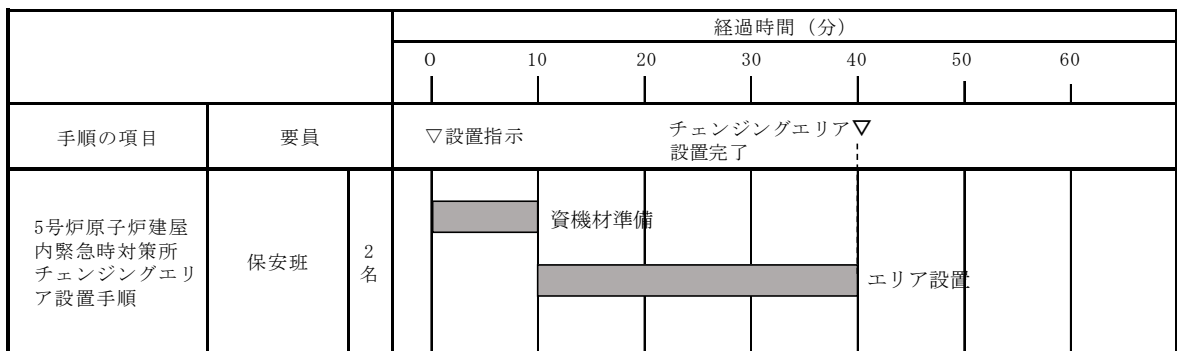 経過時間（分）
0 10 20 30 40 50 60
手順の項目 要員 ▽設置指示 チェンジングエリア▽
設置完了
5号炉原子炉建屋
内緊急時対策所
チェンジングエリ
ア設置手順
保安班
2
名
資機材準備
エリア設置